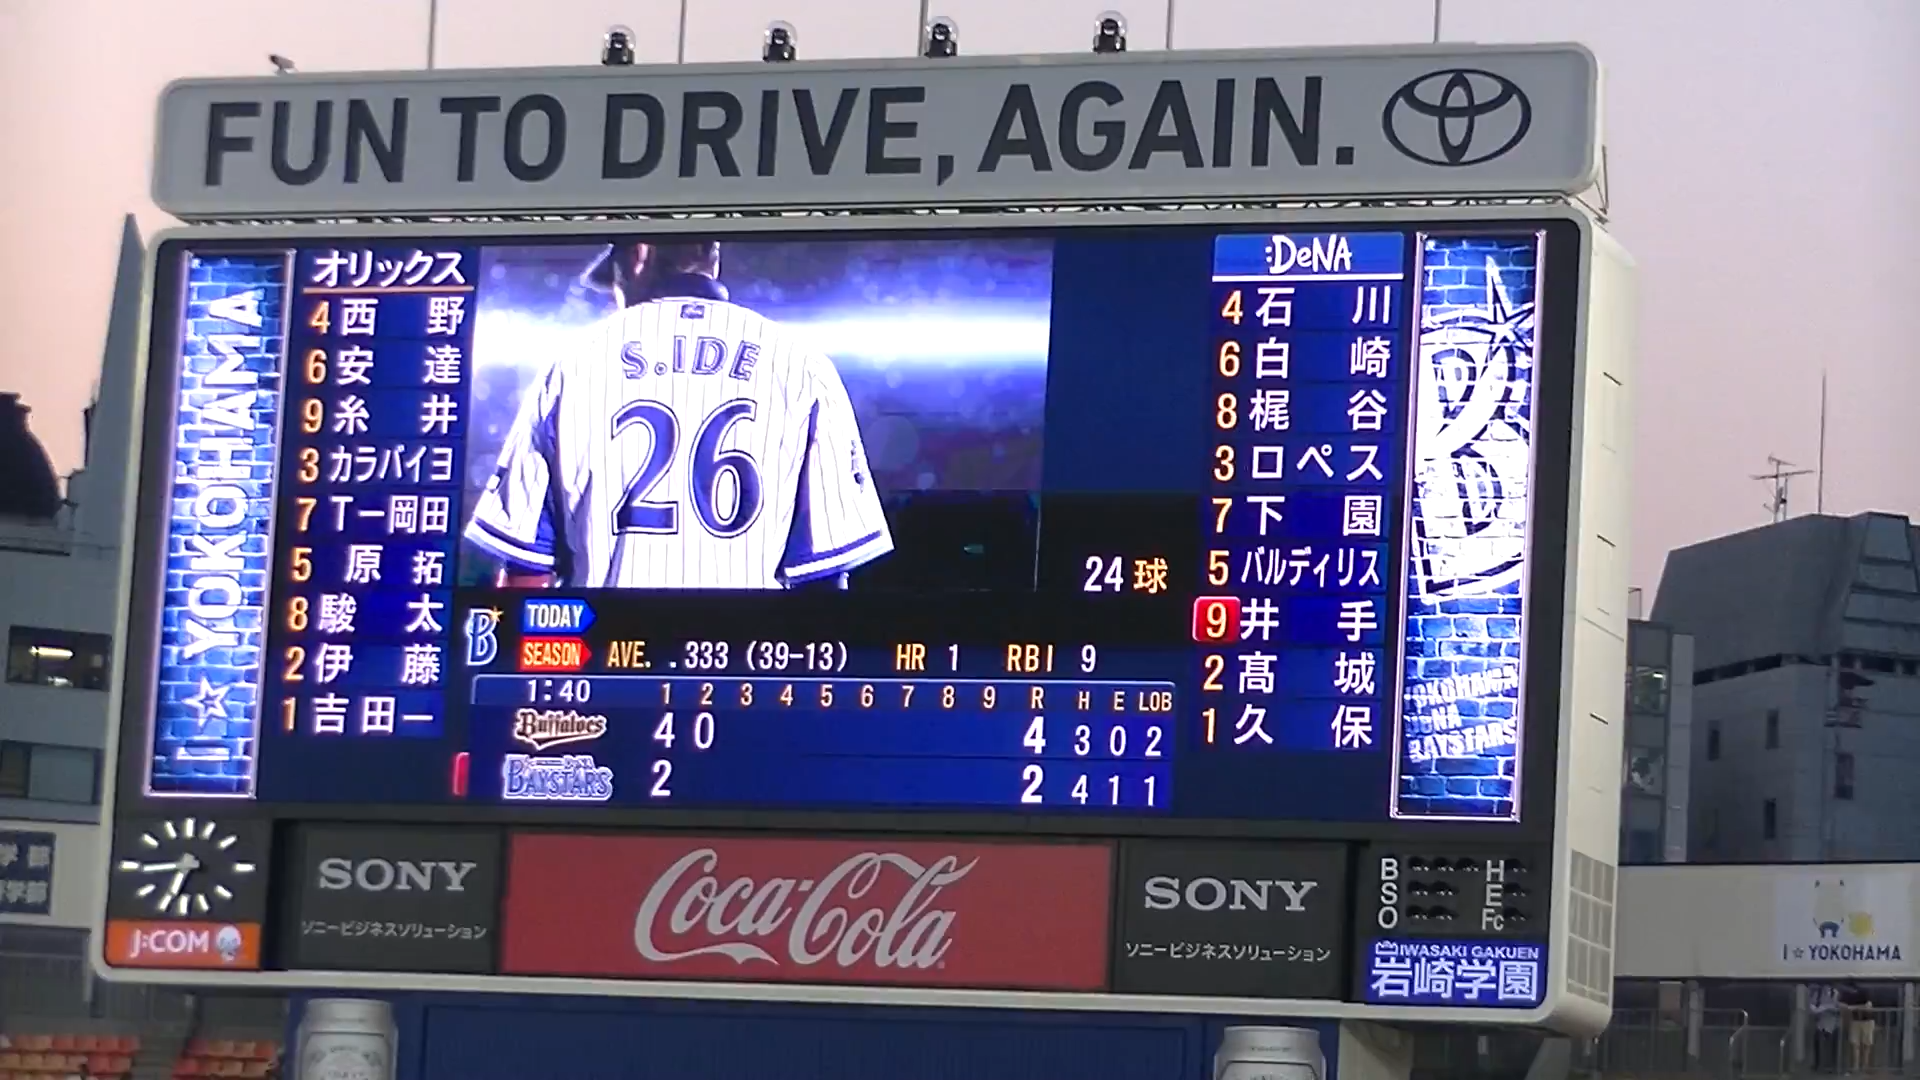 FUN TO DRIVE, AGAIN.
YOKOHAMA
I☆YOKOHAMA
オリックス
4西 野
6安 達
9糸 井
3カラバイヨ
7T-岡田
5原 拓
8駿 太
2伊 藤
1吉田一
S.IDE
26
24球
:DeNA
4石 川
6白 崎
8梶 谷
3ロペス
7下 園
5バルディリス
9井 手
2髙 城
1久 保
YOKOHAMA
DeNA
BAYSTARS
B
TODAY
SEASON AVE. .333 (39-13) HR 1 RBI 9
1:40 1 2 3 4 5 6 7 8 9 R H E LOB
Buffaloes 4 0 4 3 0 2
BAYSTARS 2 2 4 1 1
J:COM
SONY
ソニービジネスソリューション
Coca-Cola
SONY
ソニービジネスソリューション
B H
S E
O Fc
IWASAKI GAKUEN
岩崎学園
I☆YOKOHAMA